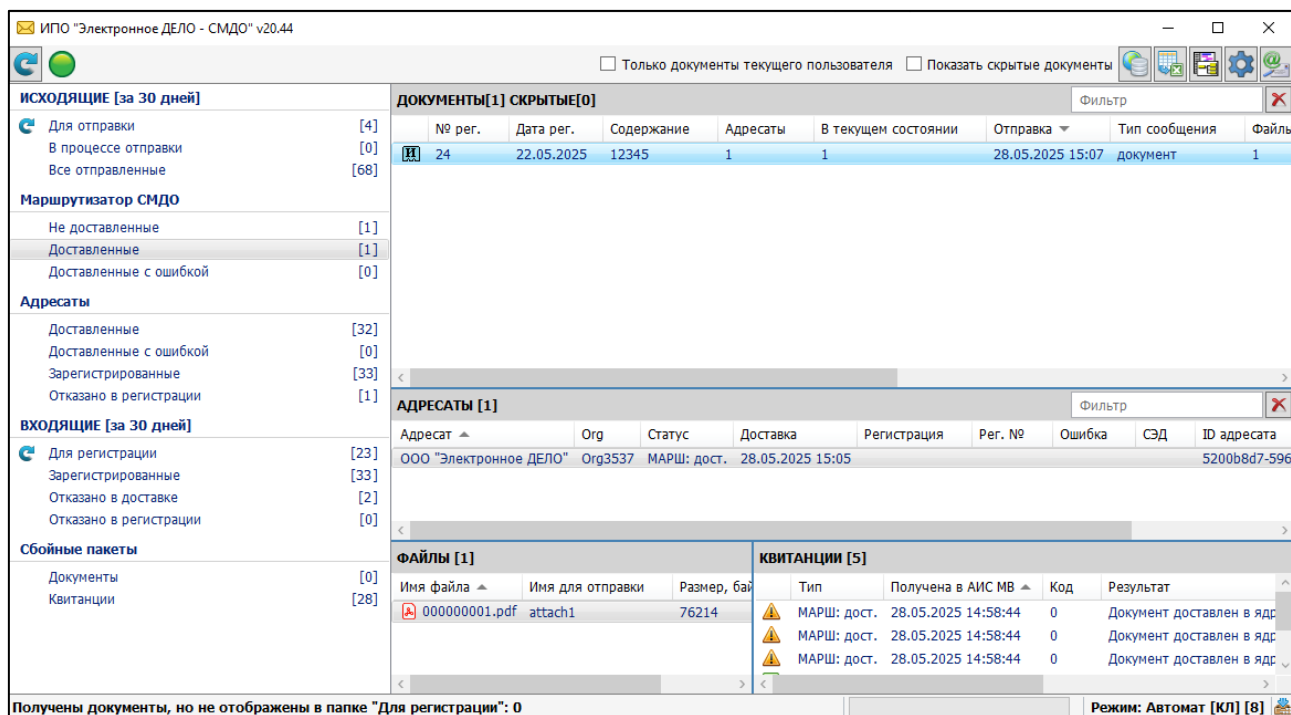 ИПО "Электронное ДЕЛО - СМДО" v20.44
Только документы текущего пользователя Показать скрытые документы
ИСХОДЯЩИЕ [за 30 дней]
Для отправки [4]
В процессе отправки [0]
Все отправленные [68]
Маршрутизатор СМДО
Не доставленные [1]
Доставленные [1]
Доставленные с ошибкой [0]
Адресаты
Доставленные [32]
Доставленные с ошибкой [0]
Зарегистрированные [33]
Отказано в регистрации [1]
ВХОДЯЩИЕ [за 30 дней]
Для регистрации [23]
Зарегистрированные [33]
Отказано в доставке [2]
Отказано в регистрации [0]
Сбойные пакеты
Документы [0]
Квитанции [28]
ДОКУМЕНТЫ[1] СКРЫТЫЕ[0] Фильтр
№ рег. Дата рег. Содержание Адресаты В текущем состоянии Отправка Тип сообщения Файлы
И 24 22.05.2025 12345 1 1 28.05.2025 15:07 документ 1
АДРЕСАТЫ [1] Фильтр
Адресат Org Статус Доставка Регистрация Рег. № Ошибка СЭД ID адресата
ООО "Электронное ДЕЛО" Org3537 МАРШ: дост. 28.05.2025 15:05 5200b8d7-596
ФАЙЛЫ [1]
Имя файла Имя для отправки Размер, бай
000000001.pdf attach1 76214
КВИТАНЦИИ [5]
Тип Получена в АИС МВ Код Результат
МАРШ: дост. 28.05.2025 14:58:44 0 Документ доставлен в ядр
МАРШ: дост. 28.05.2025 14:58:44 0 Документ доставлен в ядр
МАРШ: дост. 28.05.2025 14:58:44 0 Документ доставлен в ядр
Получены документы, но не отображены в папке "Для регистрации": 0 Режим: Автомат [КЛ] [8]